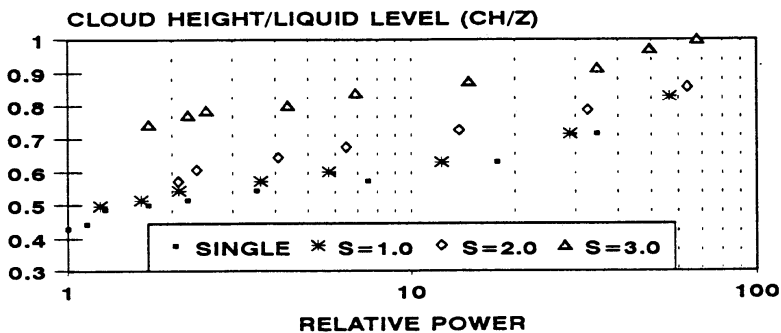 CLOUD HEIGHT/LIQUID LEVEL (CH/Z)
1
0.9
0.8
0.7
0.6
0.5
0.4
0.3
SINGLE S=1.0 S=2.0 S=3.0
1 10 100
RELATIVE POWER